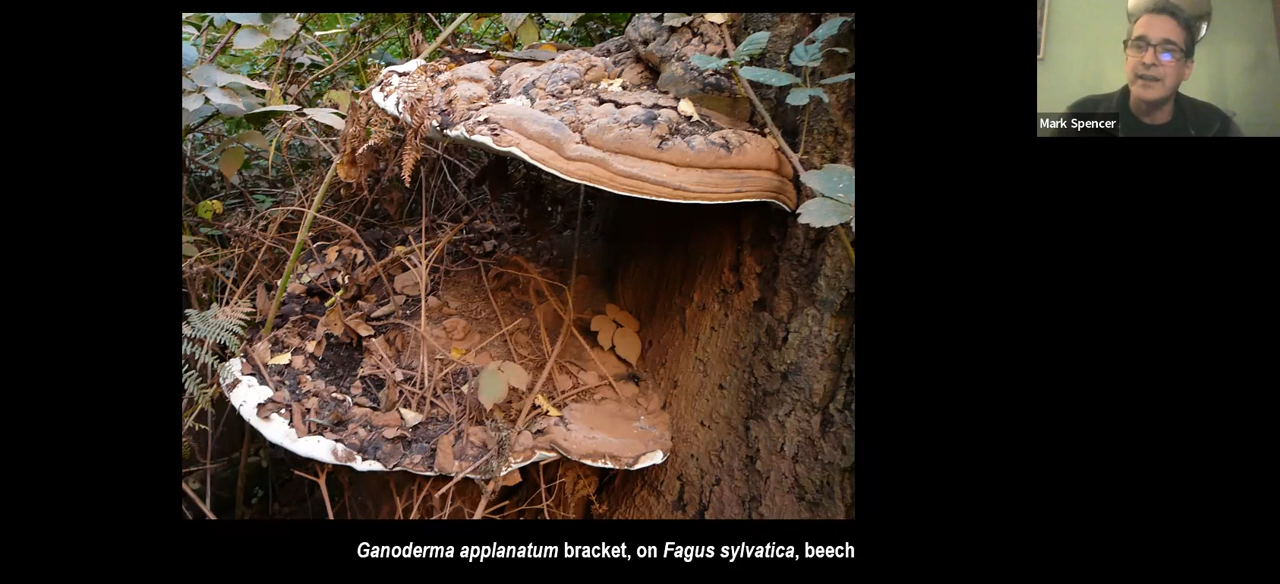 Mark Spencer
Ganoderma applanatum bracket, on Fagus sylvatica, beech